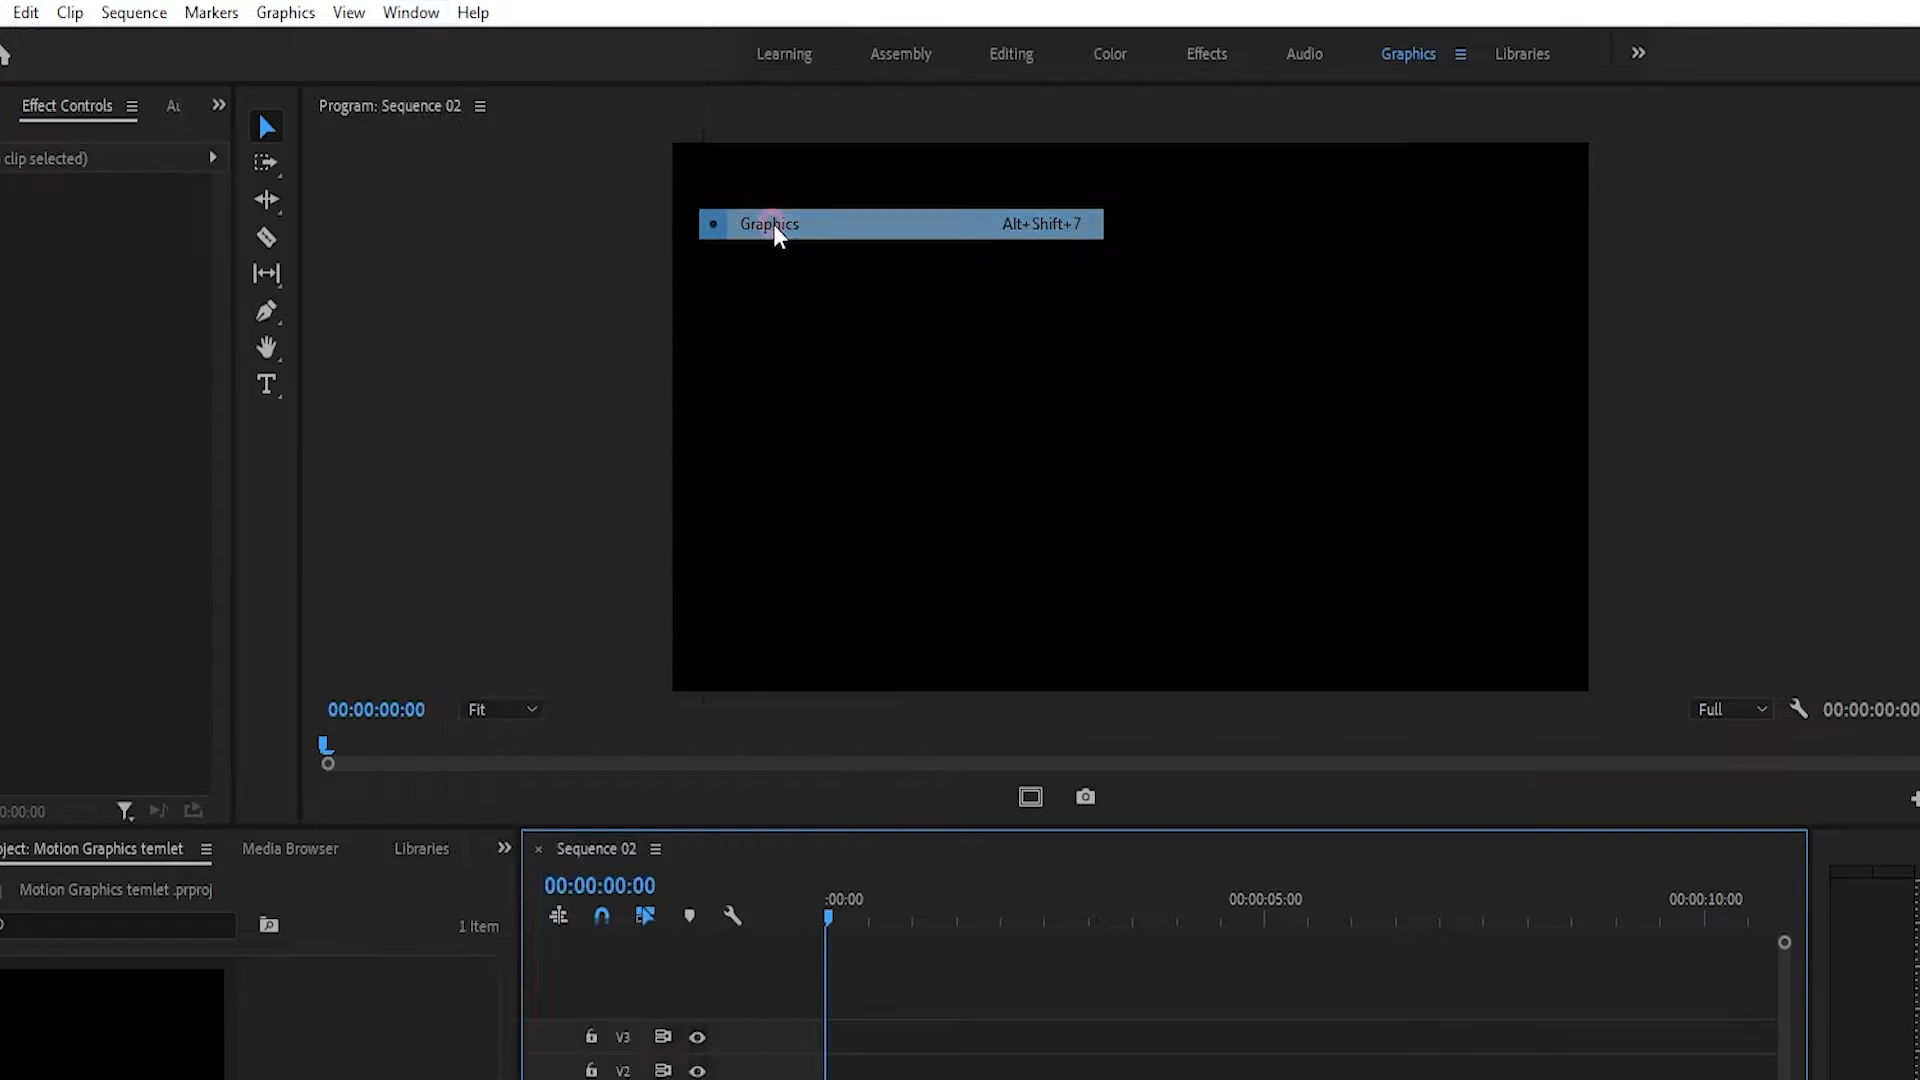 Edit Clip Sequence Markers Graphics View Window Help
Learning Assembly Editing Color Effects Audio Graphics Libraries
Effect Controls Au
Program: Sequence 02
clip selected)
Graphics Alt+Shift+7
00:00:00:00 Fit Full 00:00:00:00
0:00:00
oject: Motion Graphics temlet Media Browser Libraries
Motion Graphics temlet .prproj
1 Item
Sequence 02
00:00:00:00
:00:00 00:00:05:00 00:00:10:00
V3
V2